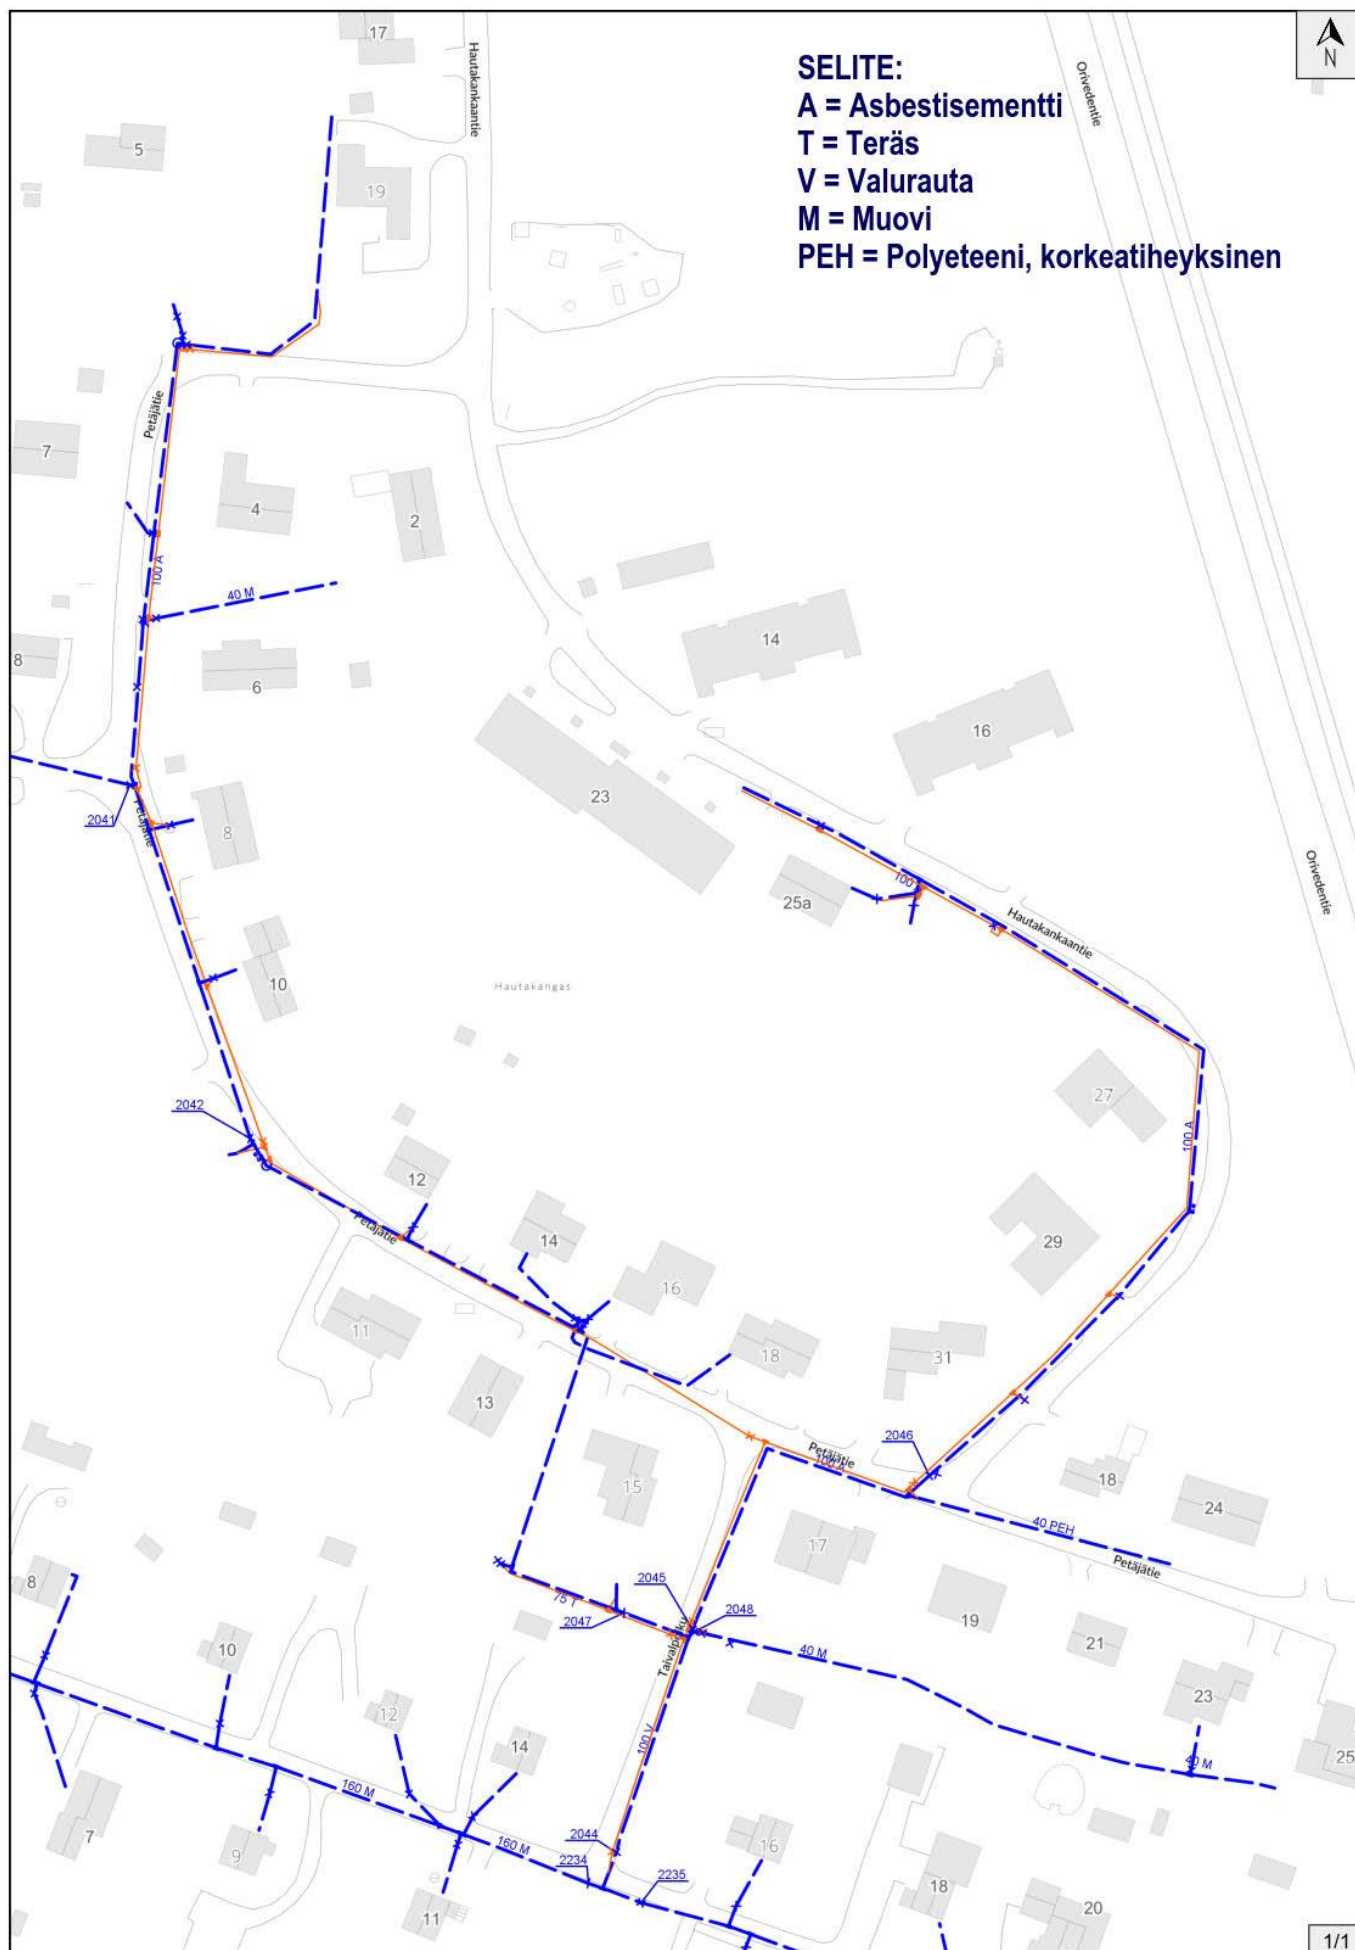 17
Hautakankaantie
SELITE:
A = Asbestisementti
T = Teräs
V = Valurauta
M = Muovi
PEH = Polyeteeni, korkeatiheyksinen
Orivedentie
N
5
19
Petäjätie
7
4
2
100 A
40 M
8
6
14
16
23
2041
Petäjätie
8
25a
100
Hautakankaantie
Orivedentie
10
Hautakangas
27
2042
100 A
12
Petäjätie
14
29
16
11
18
31
13
2046
Petäjätie
100 A
15
18
24
40 PEH
17
Petäjätie
8
75 T
2045
2047
2048
19
21
10
Taivalpolku
40 M
23
12
14
100 V
40 M
25
160 M
7
9
160 M
2044
16
2234
2235
11
18
20
1/1